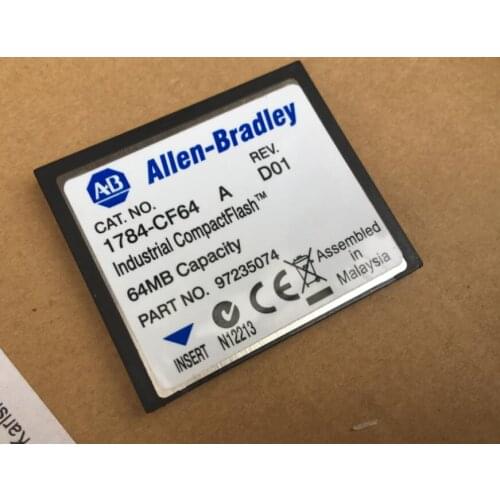 AB Allen-Bradley
CAT. NO. REV.
1784-CF64 A D01
Industrial CompactFlash™
64MB Capacity
PART NO. 97235074
INSERT N12213 CE Assembled
in Malaysia